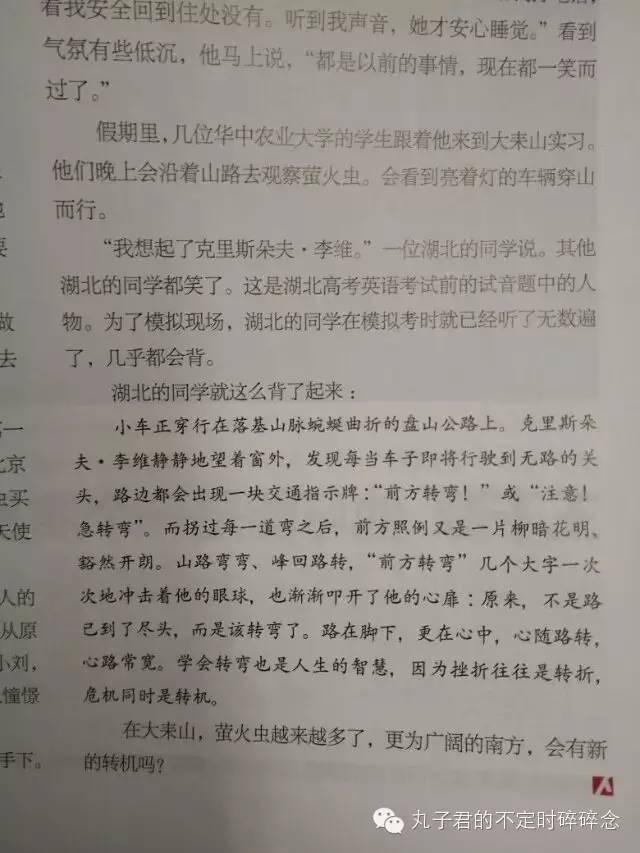 要
做
去
北京
天使
人的
从原
小刘，
憧憬
手下。
看我安全回到住处没有。听到我声音，她才安心睡觉。”看到
气氛有些低沉，他马上说，“都是以前的事情，现在都一笑而
过了。”
假期里，几位华中农业大学的学生跟着他来到大耒山实习。
他们晚上会沿着山路去观察萤火虫。会看到亮着灯的车辆穿山
而行。
“我想起了克里斯朵夫·李维。”一位湖北的同学说。其他
湖北的同学都笑了。这是湖北高考英语考试前的试音题中的人
物。为了模拟现场，湖北的同学在模拟考时就已经听了无数遍
了，几乎都会背。
湖北的同学就这么背了起来：
小车正穿行在落基山脉蜿蜒曲折的盘山公路上。克里斯朵
夫·李维静静地望着窗外，发现每当车子即将行驶到无路的关
头，路边都会出现一块交通指示牌：“前方转弯！”或“注意！
急转弯”。而拐过每一道弯之后，前方照例又是一片柳暗花明、
豁然开朗。山路弯弯、峰回路转，“前方转弯”几个大字一次
次地冲击着他的眼球，也渐渐叩开了他的心扉：原来，不是路
已到了尽头，而是该转弯了。路在脚下，更在心中，心随路转，
心路常宽。学会转弯也是人生的智慧，因为挫折往往是转折，
危机同时是转机。
在大耒山，萤火虫越来越多了，更为广阔的南方，会有新
的转机吗？
丸子君的不定时碎碎念